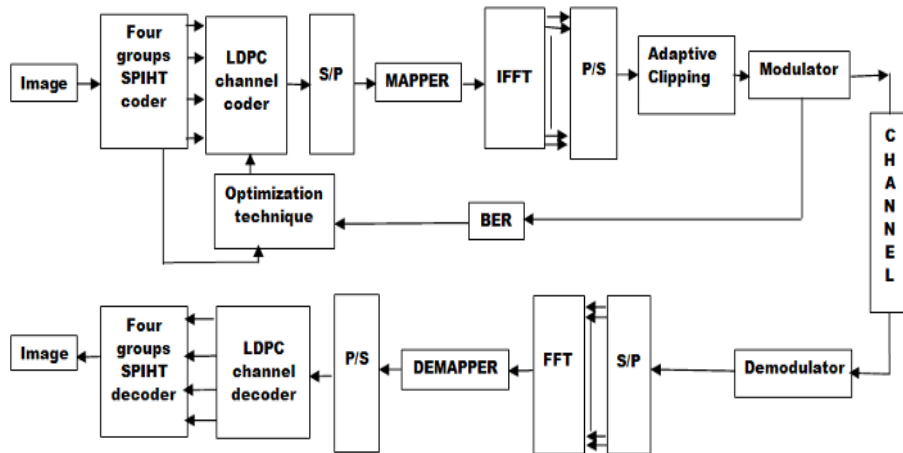 Image
Four
groups
SPIHT
coder
LDPC
channel
coder
S/P
MAPPER
IFFT
P/S
Adaptive
Clipping
Modulator
C
H
A
N
N
E
L
Optimization
technique
BER
Image
Four
groups
SPIHT
decoder
LDPC
channel
decoder
P/S
DEMAPPER
FFT
S/P
Demodulator